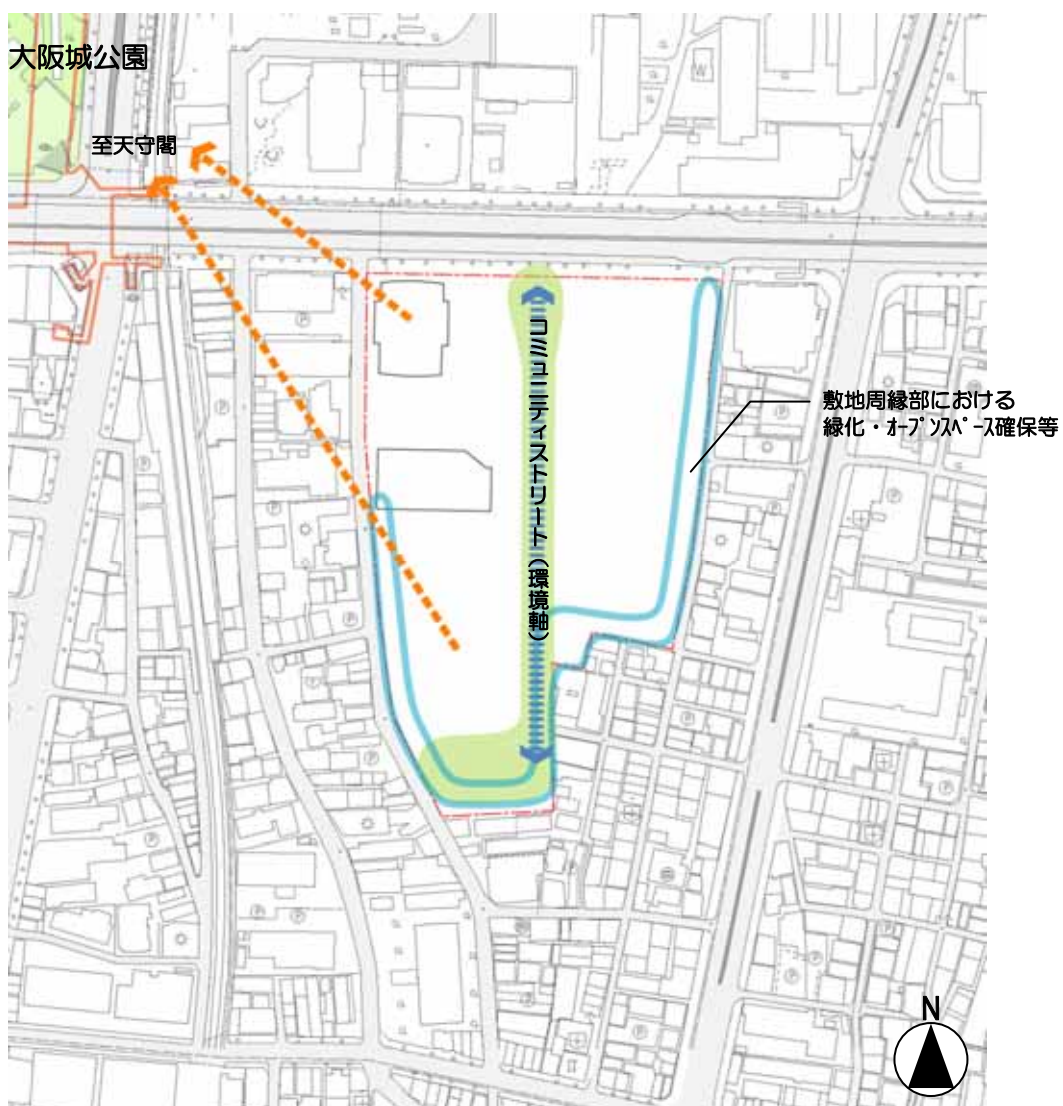 大阪城公園
至天守閣
コミュニティストリート（環境軸）
敷地周縁部における
緑化・ｵｰﾌﾟﾝｽﾍﾟｰｽ確保等
N